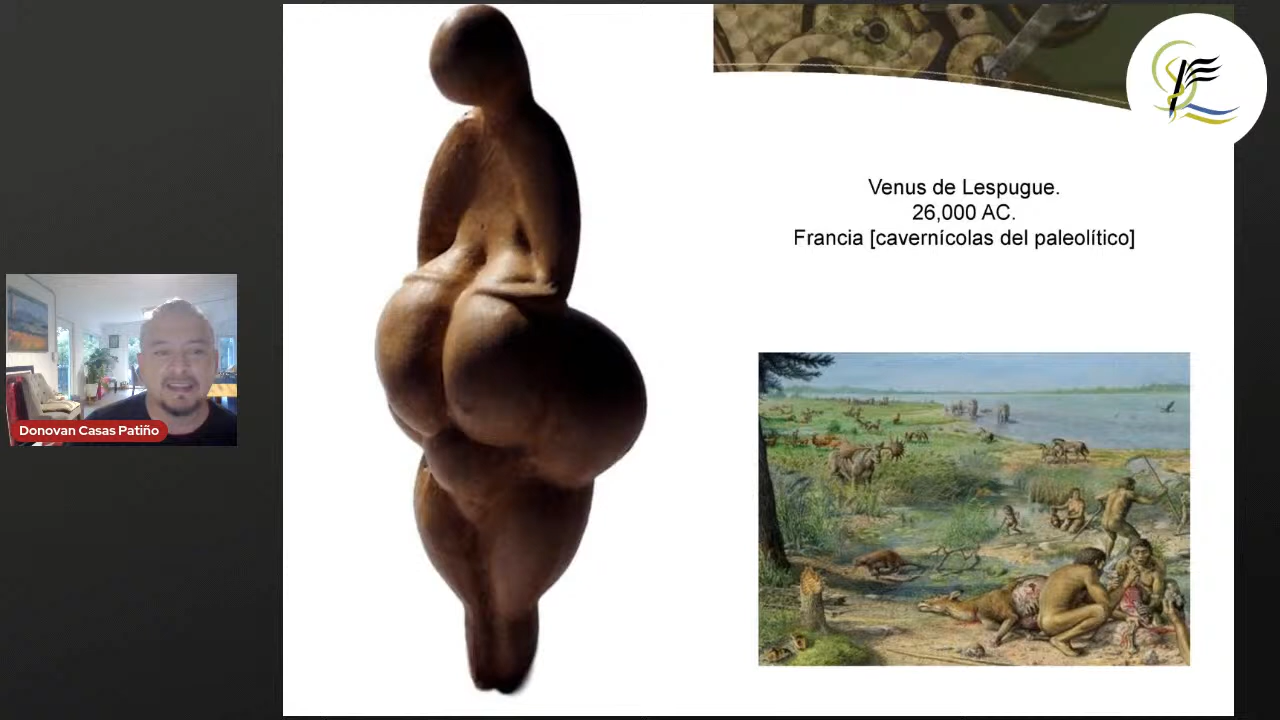 Venus de Lespugue.
26,000 AC.
Francia [cavernícolas del paleolítico]
Donovan Casas Patiño